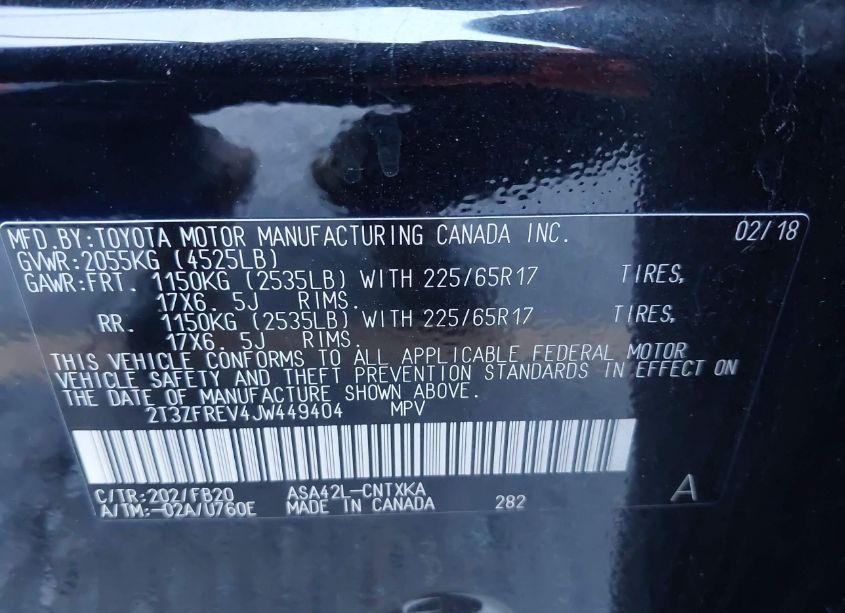 MFD.BY:TOYOTA MOTOR MANUFACTURING CANADA INC. 02/18
GVWR:2055KG (4525LB)
GAWR:FRT. 1150KG (2535LB) WITH 225/65R17 TIRES,
17X6. 5J RIMS.
RR. 1150KG (2535LB) WITH 225/65R17 TIRES,
17X6. 5J RIMS.
THIS VEHICLE CONFORMS TO ALL APPLICABLE FEDERAL MOTOR
VEHICLE SAFETY AND THEFT PREVENTION STANDARDS IN EFFECT ON
THE DATE OF MANUFACTURE SHOWN ABOVE.
2T3ZFREV4JW449404 MPV
C/TR:202/FB20 ASA42L-CNTXKA A
A/TM:-02A/U760E MADE IN CANADA 282